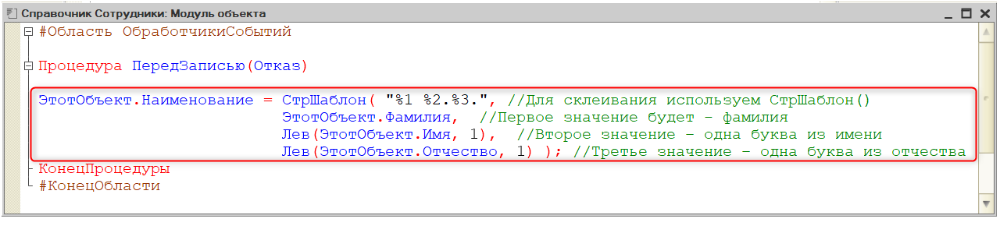 Справочник Сотрудники: Модуль объекта
#Область ОбработчикиСобытий
Процедура ПередЗаписью(Отказ)
ЭтотОбъект.Наименование = СтрШаблон( "%1 %2.%3.", //Для склеивания используем СтрШаблон()
ЭтотОбъект.Фамилия,  //Первое значение будет - фамилия
Лев(ЭтотОбъект.Имя, 1),  //Второе значение - одна буква из имени
Лев(ЭтотОбъект.Отчество, 1) ); //Третье значение - одна буква из отчества
КонецПроцедуры
#КонецОбласти